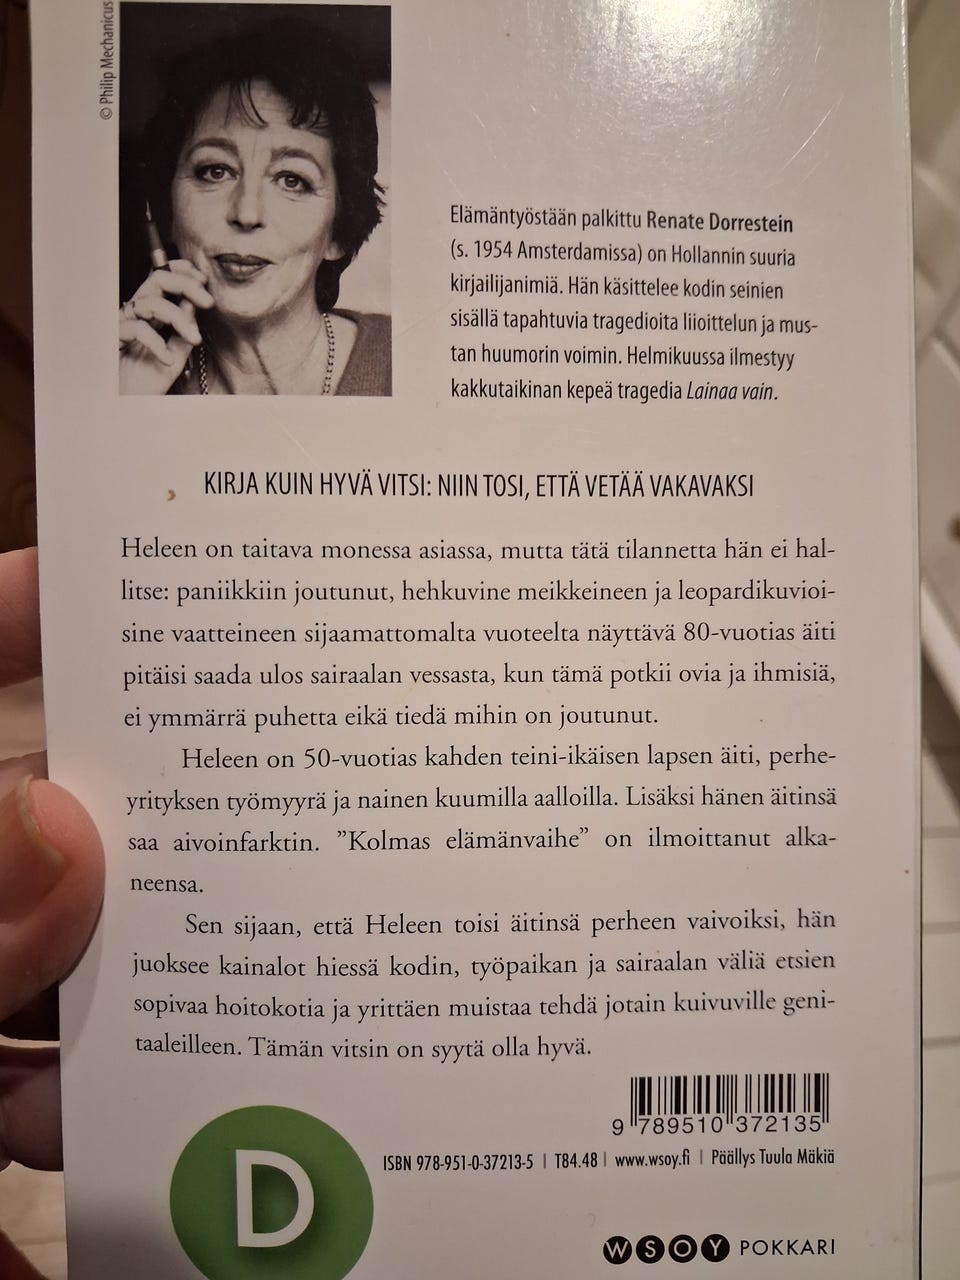 © Philip Mechanicus
Elämäntyöstään palkittu Renate Dorrestein
(s. 1954 Amsterdamissa) on Hollannin suuria
kirjailijanimiä. Hän käsittelee kodin seinien
sisällä tapahtuvia tragedioita liioittelun ja mus-
tan huumorin voimin. Helmikuussa ilmestyy
kakkutaikinan kepeä tragedia Lainaa vain.
KIRJA KUIN HYVÄ VITSI: NIIN TOSI, ETTÄ VETÄÄ VAKAVAKSI
Heleen on taitava monessa asiassa, mutta tätä tilannetta hän ei hal-
litse: paniikkiin joutunut, hehkuvine meikkeineen ja leopardikuvioi-
sine vaatteineen sijaamattomalta vuoteelta näyttävä 80-vuotias äiti
pitäisi saada ulos sairaalan vessasta, kun tämä potkii ovia ja ihmisiä,
ei ymmärrä puhetta eikä tiedä mihin on joutunut.
Heleen on 50-vuotias kahden teini-ikäisen lapsen äiti, perhe-
yrityksen työmyyrä ja nainen kuumilla aalloilla. Lisäksi hänen äitinsä
saa aivoinfarktin. ”Kolmas elämänvaihe” on ilmoittanut alka-
neensa.
Sen sijaan, että Heleen toisi äitinsä perheen vaivoiksi, hän
juoksee kainalot hiessä kodin, työpaikan ja sairaalan väliä etsien
sopivaa hoitokotia ja yrittäen muistaa tehdä jotain kuivuville geni-
taaleilleen. Tämän vitsin on syytä olla hyvä.
9 789510 372135
ISBN 978-951-0-37213-5 | T84.48 | www.wsoy.fi | Päällys Tuula Mäkiä
D
WSOY POKKARI